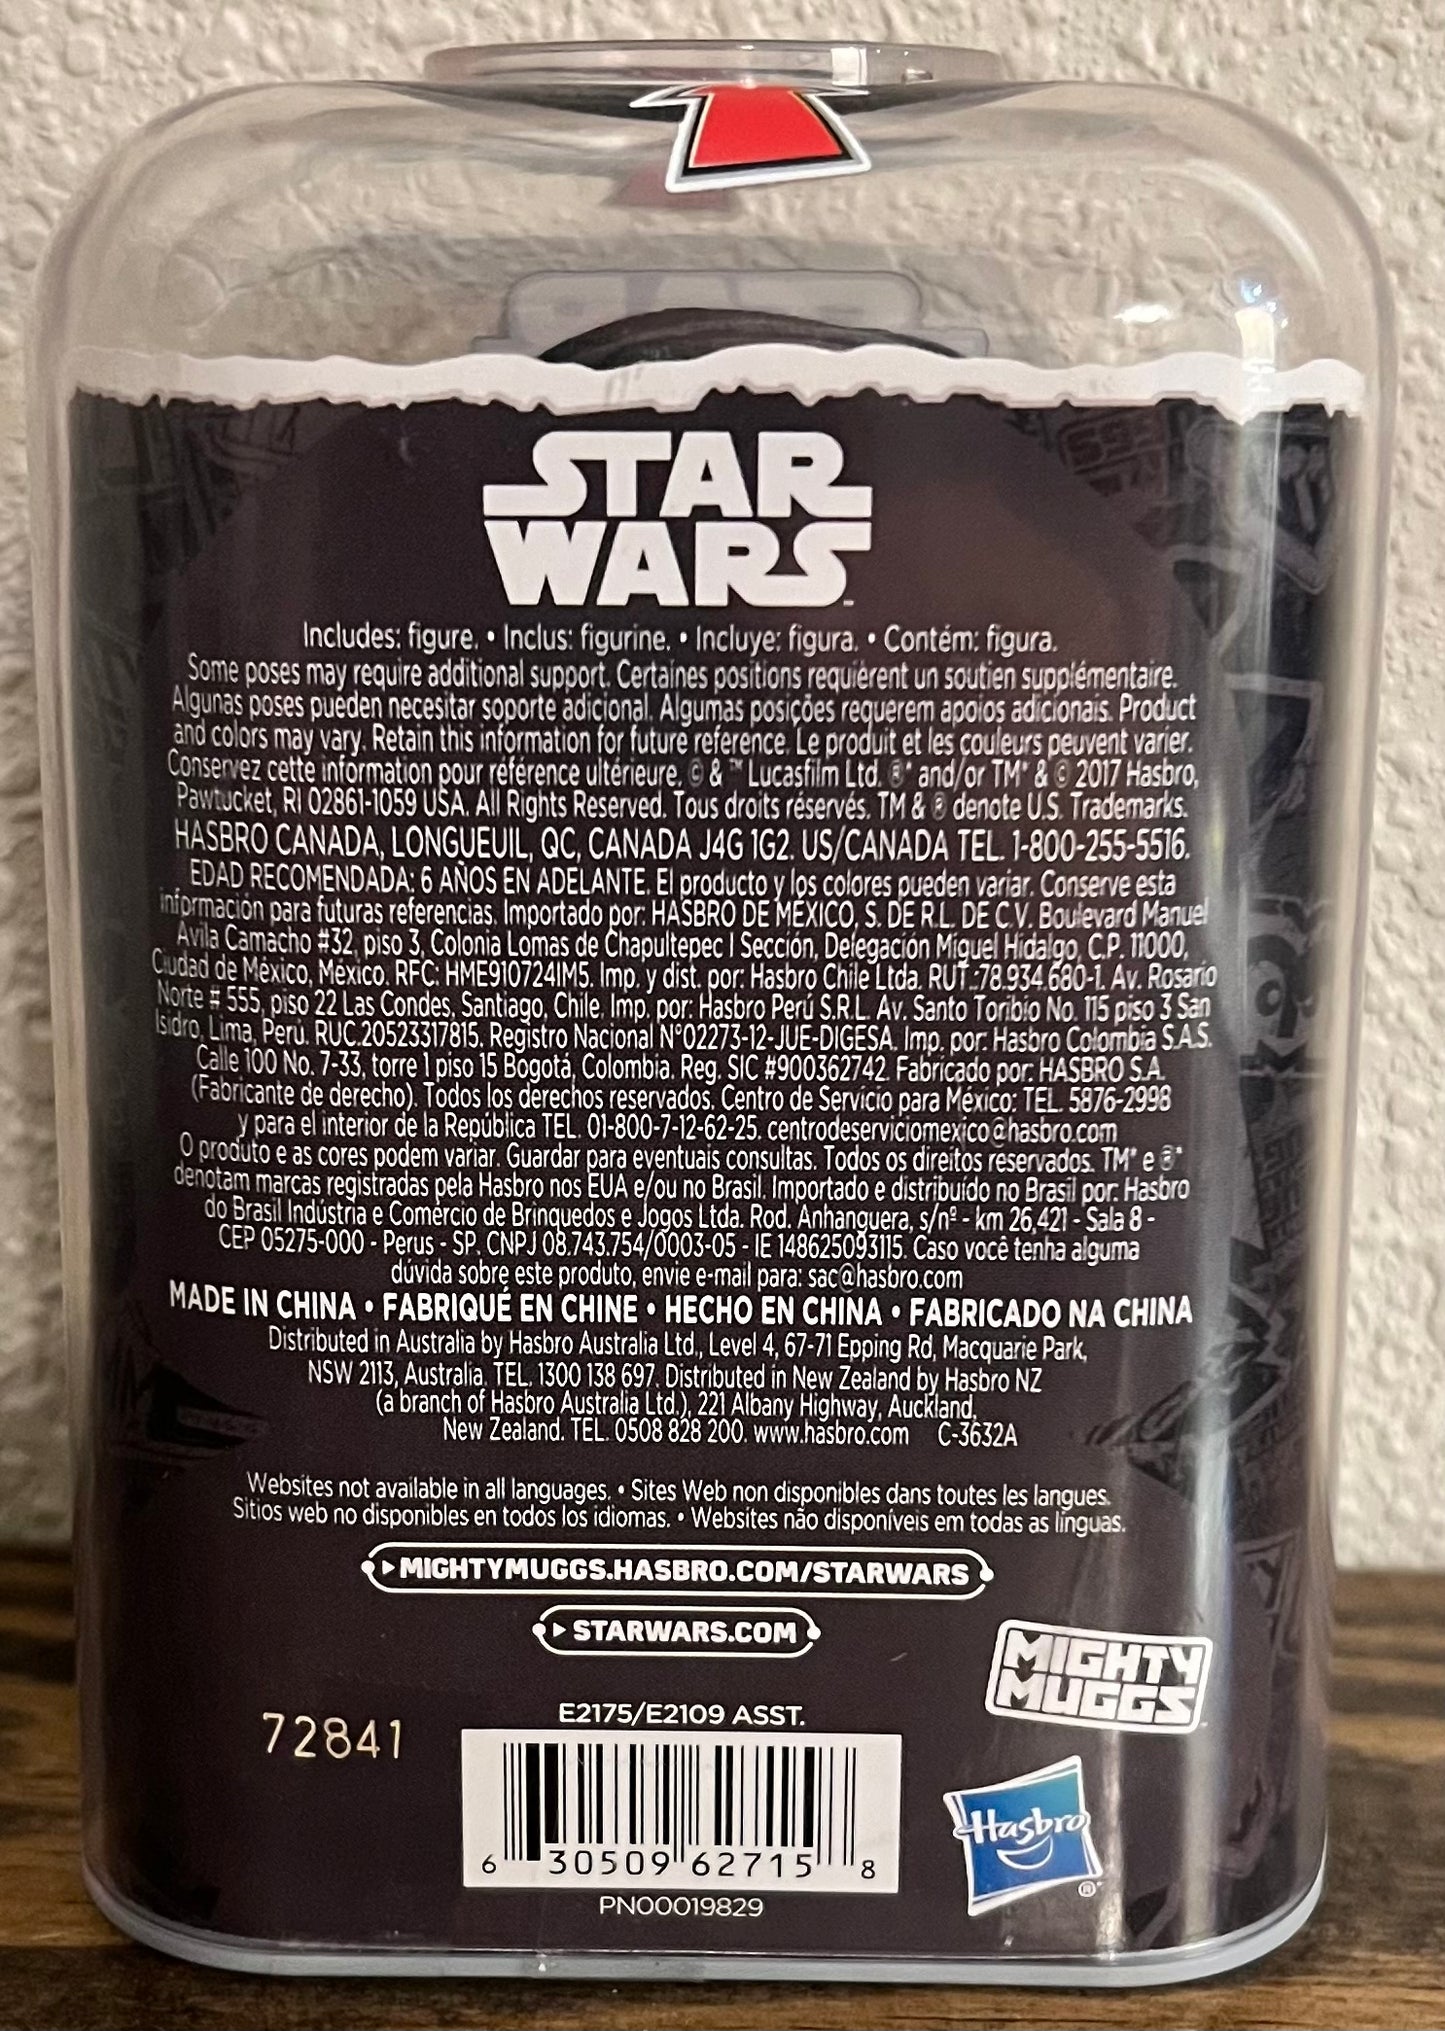 STAR
WARS
Includes: figure. • Inclus: figurine. • Incluye: figura. • Contém: figura.
Some poses may require additional support. Certaines positions requièrent un soutien supplémentaire.
Algunas poses pueden necesitar soporte adicional. Algumas posições requerem apoios adicionais. Product
and colors may vary. Retain this information for future reference. Le produit et les couleurs peuvent varier.
Conservez cette information pour référence ultérieure. © & ™ Lucasfilm Ltd. ®* and/or TM* & © 2017 Hasbro,
Pawtucket, RI 02861-1059 USA. All Rights Reserved. Tous droits réservés. TM & ® denote U.S. Trademarks.
HASBRO CANADA, LONGUEUIL, QC, CANADA J4G 1G2. US/CANADA TEL. 1-800-255-5516.
EDAD RECOMENDADA: 6 AÑOS EN ADELANTE. El producto y los colores pueden variar. Conserve esta
información para futuras referencias. Importado por: HASBRO DE MÉXICO, S. DE R.L. DE C.V. Boulevard Manuel
Ávila Camacho #32, piso 3, Colonia Lomas de Chapultepec I Sección, Delegación Miguel Hidalgo, C.P. 11000,
Ciudad de México, México. RFC: HME910724IM5. Imp. y dist. por: Hasbro Chile Ltda. RUT.:78.934.680-1. Av. Rosario
Norte # 555, piso 22 Las Condes, Santiago, Chile. Imp. por: Hasbro Perú S.R.L. Av. Santo Toribio No. 115 piso 3 San
Isidro, Lima, Perú. RUC.20523317815. Registro Nacional N°02273-12-JUE-DIGESA. Imp. por: Hasbro Colombia S.A.S.
Calle 100 No. 7-33, torre 1 piso 15 Bogotá, Colombia. Reg. SIC #900362742. Fabricado por: HASBRO S.A.
(Fabricante de derecho). Todos los derechos reservados. Centro de Servicio para México: TEL. 5876-2998
y para el interior de la República TEL. 01-800-7-12-62-25. centrodeserviciomexico@hasbro.com
O produto e as cores podem variar. Guardar para eventuais consultas. Todos os direitos reservados. TM* e ®*
denotam marcas registradas pela Hasbro nos EUA e/ou no Brasil. Importado e distribuído no Brasil por: Hasbro
do Brasil Indústria e Comércio de Brinquedos e Jogos Ltda. Rod. Anhanguera, s/nº - km 26,421 - Sala 8 -
CEP 05275-000 - Perus - SP. CNPJ 08.743.754/0003-05 - IE 148625093115. Caso você tenha alguma
dúvida sobre este produto, envie e-mail para: sac@hasbro.com
MADE IN CHINA • FABRIQUÉ EN CHINE • HECHO EN CHINA • FABRICADO NA CHINA
Distributed in Australia by Hasbro Australia Ltd., Level 4, 67-71 Epping Rd, Macquarie Park,
NSW 2113, Australia. TEL. 1300 138 697. Distributed in New Zealand by Hasbro NZ
(a branch of Hasbro Australia Ltd.), 221 Albany Highway, Auckland,
New Zealand. TEL. 0508 828 200. www.hasbro.com C-3632A
Websites not available in all languages. • Sites Web non disponibles dans toutes les langues.
Sitios web no disponibles en todos los idiomas. • Websites não disponíveis em todas as línguas.
MIGHTYMUGGS.HASBRO.COM/STARWARS
STARWARS.COM
MIGHTY
MUGGS
E2175/E2109 ASST.
72841
6 30509 62715 8
PN00019829
Hasbro